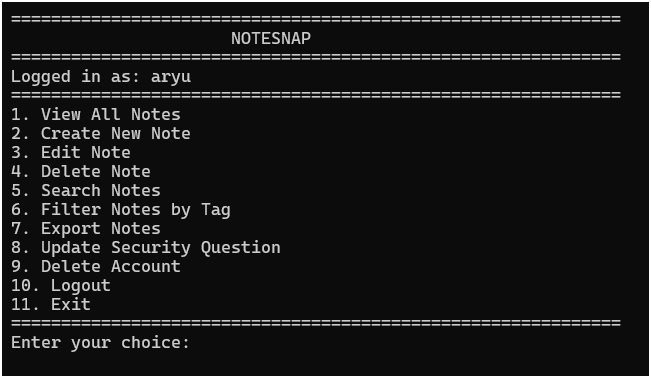 =============================================================
NOTESNAP
=============================================================
Logged in as: aryu
=============================================================
1. View All Notes
2. Create New Note
3. Edit Note
4. Delete Note
5. Search Notes
6. Filter Notes by Tag
7. Export Notes
8. Update Security Question
9. Delete Account
10. Logout
11. Exit
=============================================================
Enter your choice: